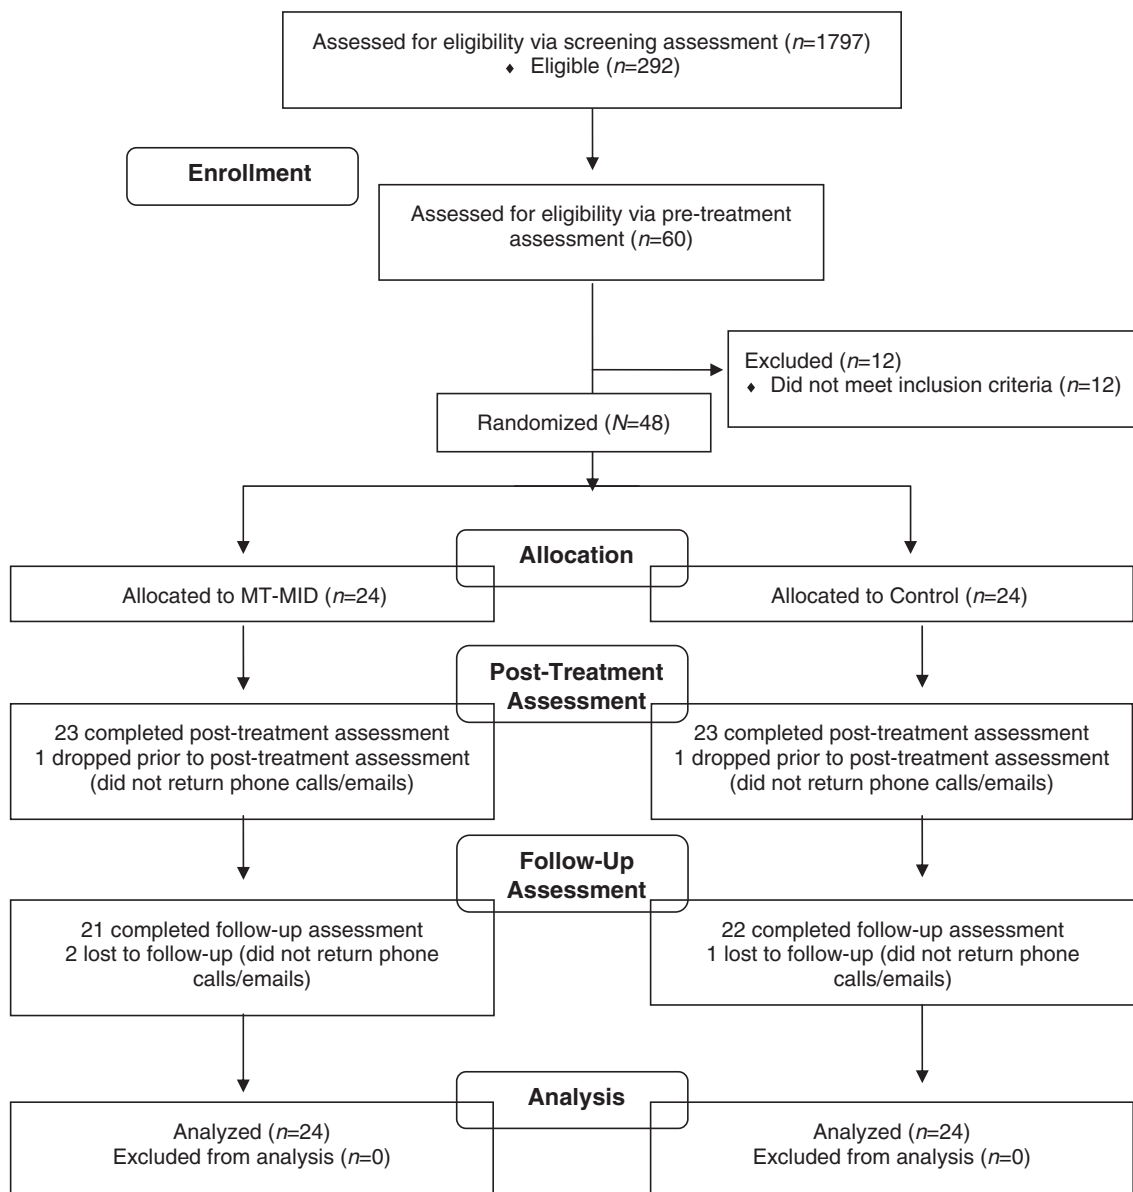 Assessed for eligibility via screening assessment (n=1797)
♦ Eligible (n=292)
Enrollment
Assessed for eligibility via pre-treatment
assessment (n=60)
Excluded (n=12)
♦ Did not meet inclusion criteria (n=12)
Randomized (N=48)
Allocation
Allocated to MT-MID (n=24)
Allocated to Control (n=24)
Post-Treatment
Assessment
23 completed post-treatment assessment
1 dropped prior to post-treatment assessment
(did not return phone calls/emails)
23 completed post-treatment assessment
1 dropped prior to post-treatment assessment
(did not return phone calls/emails)
Follow-Up
Assessment
21 completed follow-up assessment
2 lost to follow-up (did not return phone
calls/emails)
22 completed follow-up assessment
1 lost to follow-up (did not return phone
calls/emails)
Analysis
Analyzed (n=24)
Excluded from analysis (n=0)
Analyzed (n=24)
Excluded from analysis (n=0)